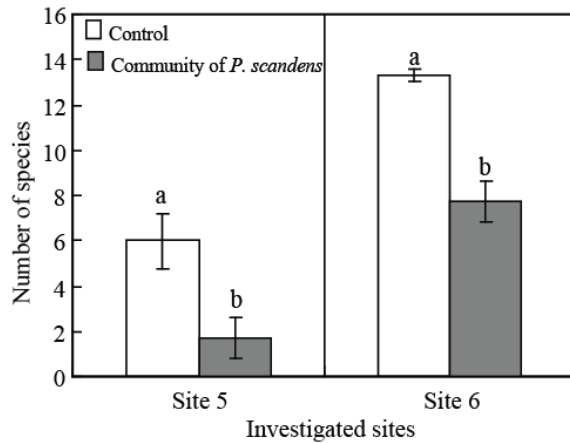 16
14
12
10
8
6
4
2
0
Number of species
Control
Community of P. scandens
a
b
a
b
Site 5
Site 6
Investigated sites